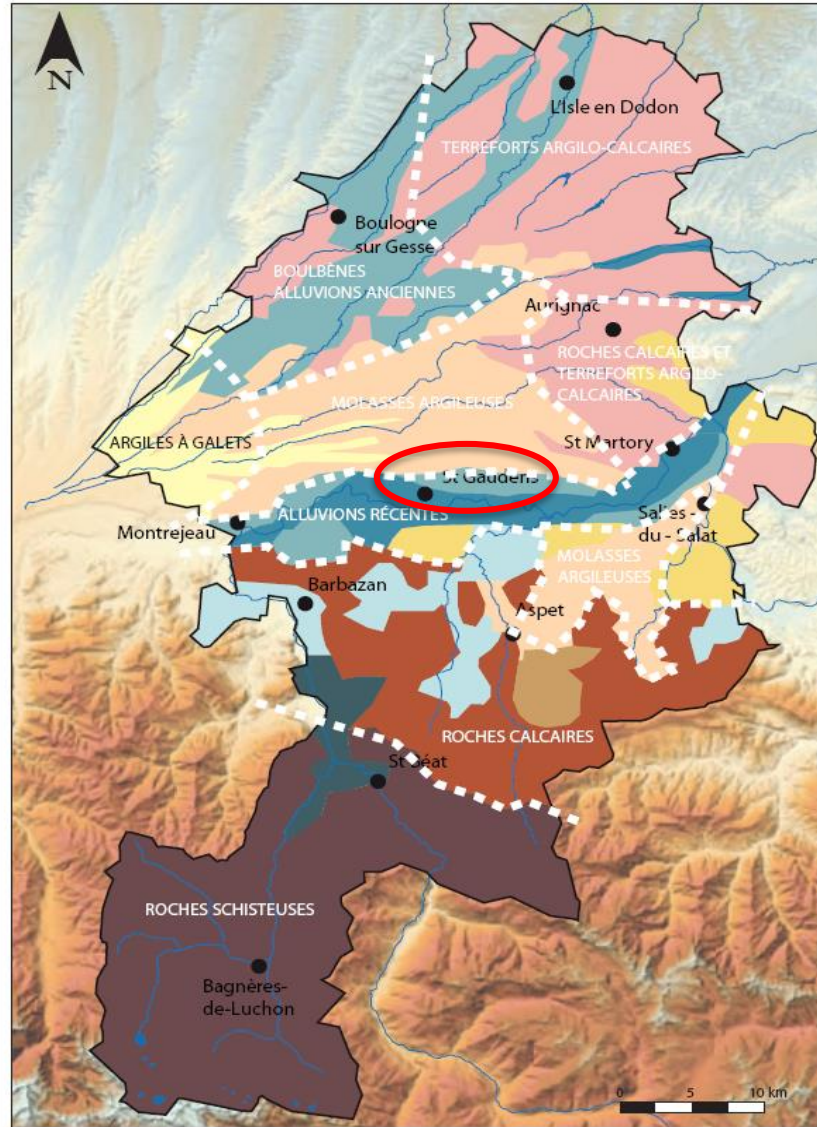 N
L'Isle en Dodon
TERREFORTS ARGILO-CALCAIRES
Boulogne
sur Gesse
BOULBÈNES
ALLUVIONS ANCIENNES
Aurignac
ROCHES CALCAIRES ET
TERREFORTS ARGILO-
CALCAIRES
MOLASSES ARGILEUSES
ARGILES À GALETS
St Martory
St Gaudens
ALLUVIONS RÉCENTES
Montrejeau
Salies -
du - Salat
MOLASSES
ARGILEUSES
Barbazan
Aspet
ROCHES CALCAIRES
St Béat
ROCHES SCHISTEUSES
Bagnères-
de-Luchon
0 5 10 km